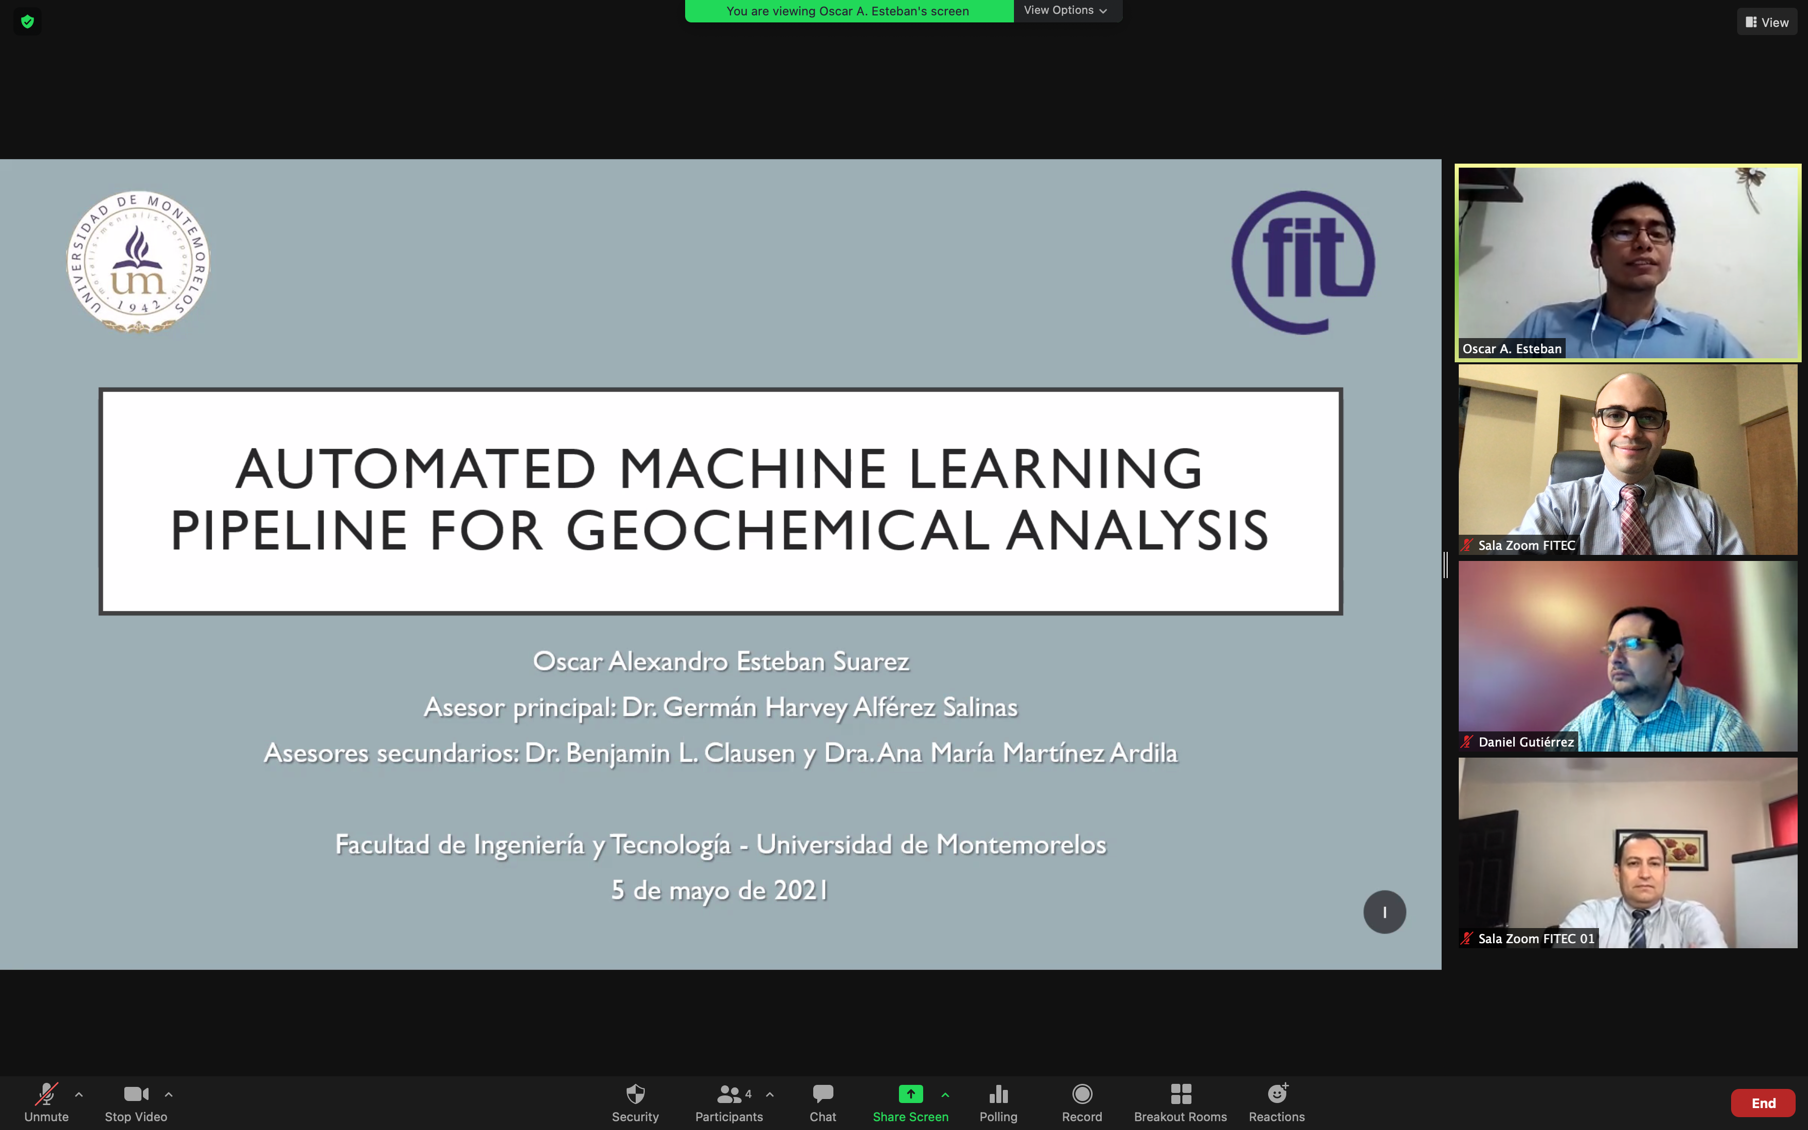 You are viewing Oscar A. Esteban's screen
View Options
View
UNIVERSIDAD DE MONTEMORELOS
um
1942
fit
AUTOMATED MACHINE LEARNING
PIPELINE FOR GEOCHEMICAL ANALYSIS
Oscar Alexandro Esteban Suarez
Asesor principal: Dr. Germán Harvey Alférez Salinas
Asesores secundarios: Dr. Benjamin L. Clausen y Dra. Ana María Martínez Ardila
Facultad de Ingeniería y Tecnología - Universidad de Montemorelos
5 de mayo de 2021
1
Oscar A. Esteban
Sala Zoom FITEC
Daniel Gutiérrez
Sala Zoom FITEC 01
Unmute
Stop Video
Security
4
Participants
Chat
Share Screen
Polling
Record
Breakout Rooms
Reactions
End